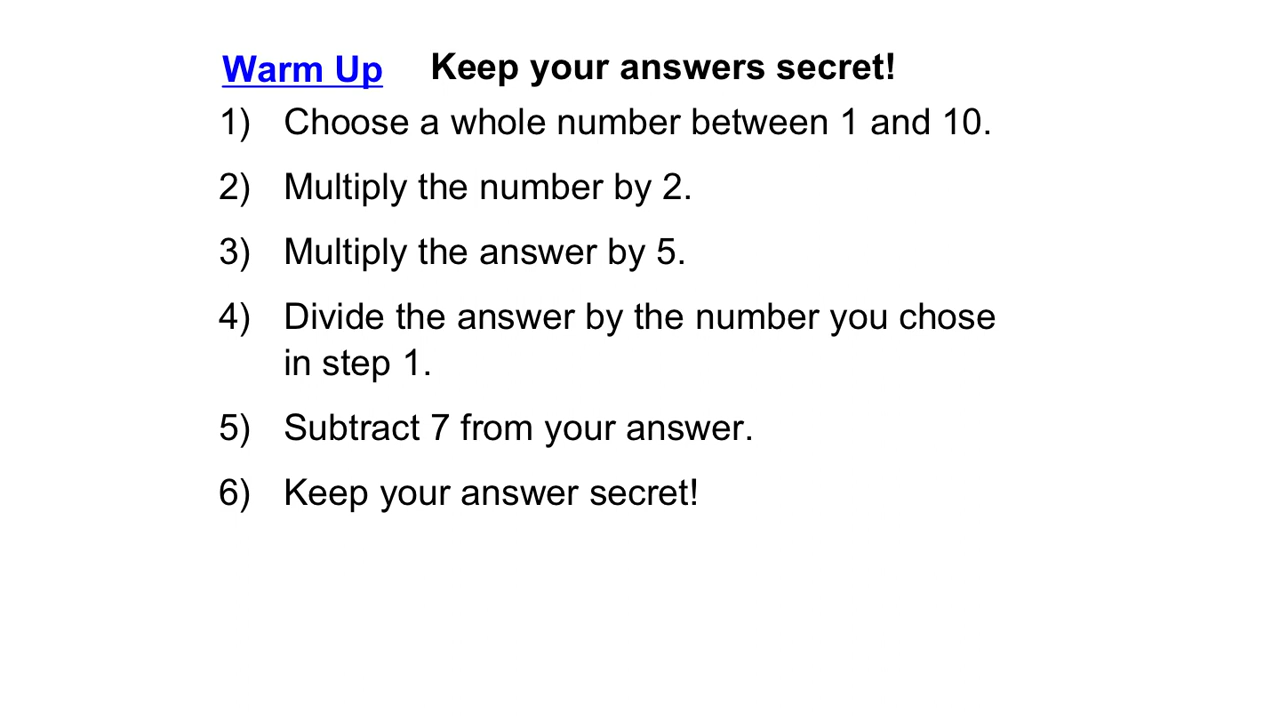 Warm Up Keep your answers secret!
1) Choose a whole number between 1 and 10.
2) Multiply the number by 2.
3) Multiply the answer by 5.
4) Divide the answer by the number you chose
in step 1.
5) Subtract 7 from your answer.
6) Keep your answer secret!